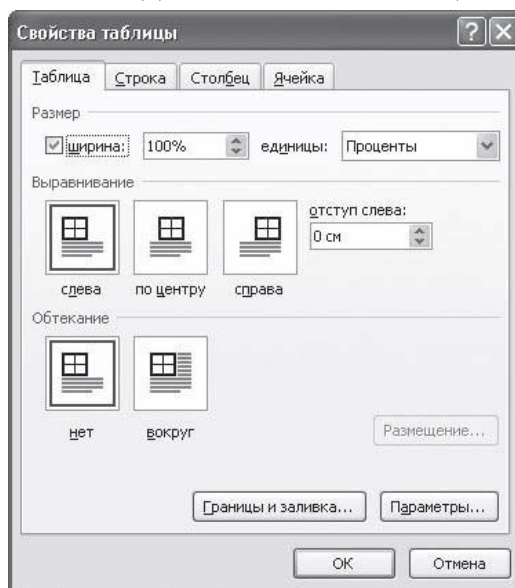 Свойства таблицы
Таблица Строка Столбец Ячейка
Размер
ширина: 100% единицы: Проценты
Выравнивание
отступ слева:
0 см
слева по центру справа
Обтекание
нет вокруг
Размещение...
Границы и заливка... Параметры...
ОК Отмена